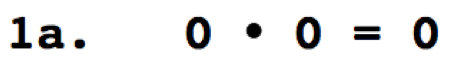 1a. 0 • 0 = 0